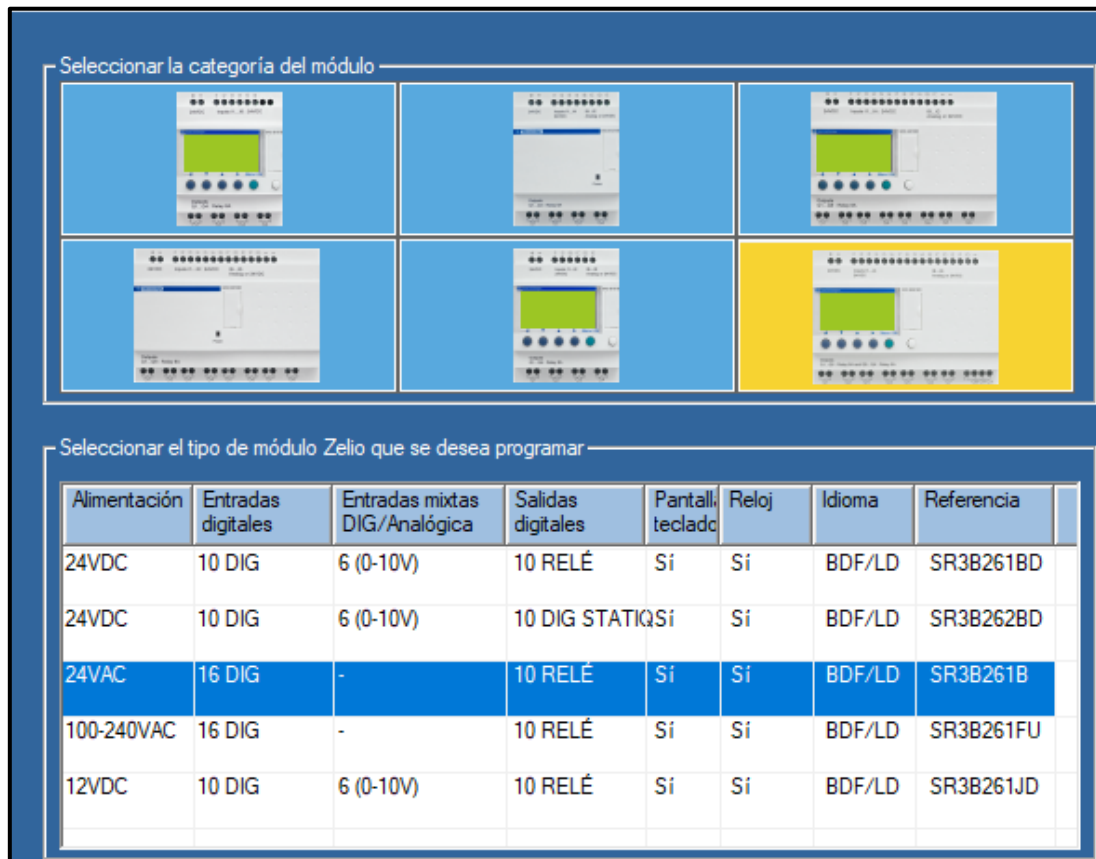 Seleccionar la categoría del módulo
Seleccionar el tipo de módulo Zelio que se desea programar
Alimentación Entradas digitales Entradas mixtas DIG/Analógica Salidas digitales Pantall teclado Reloj Idioma Referencia
24VDC 10 DIG 6 (0-10V) 10 RELÉ Sí Sí BDF/LD SR3B261BD
24VDC 10 DIG 6 (0-10V) 10 DIG STATIQ Sí Sí BDF/LD SR3B262BD
24VAC 16 DIG - 10 RELÉ Sí Sí BDF/LD SR3B261B
100-240VAC 16 DIG - 10 RELÉ Sí Sí BDF/LD SR3B261FU
12VDC 10 DIG 6 (0-10V) 10 RELÉ Sí Sí BDF/LD SR3B261JD